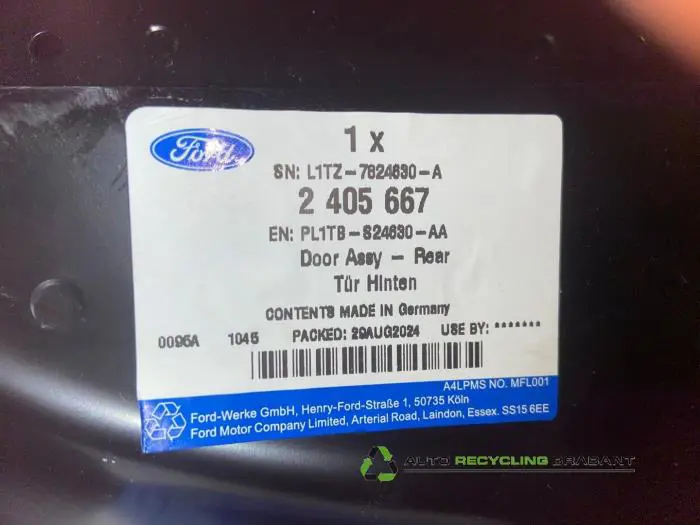 Ford
1 x
SN: L1TZ-7824630-A
2 405 667
EN: PL1TB-S24630-AA
Door Assy - Rear
Tür Hinten
CONTENTS MADE IN Germany
0095A 1045 PACKED: 29AUG2024 USE BY: *******
A4LPMS NO. MFL001
Ford-Werke GmbH, Henry-Ford-Straße 1, 50735 Köln
Ford Motor Company Limited, Arterial Road, Laindon, Essex. SS15 6EE
AUTO RECYCLING BRABANT